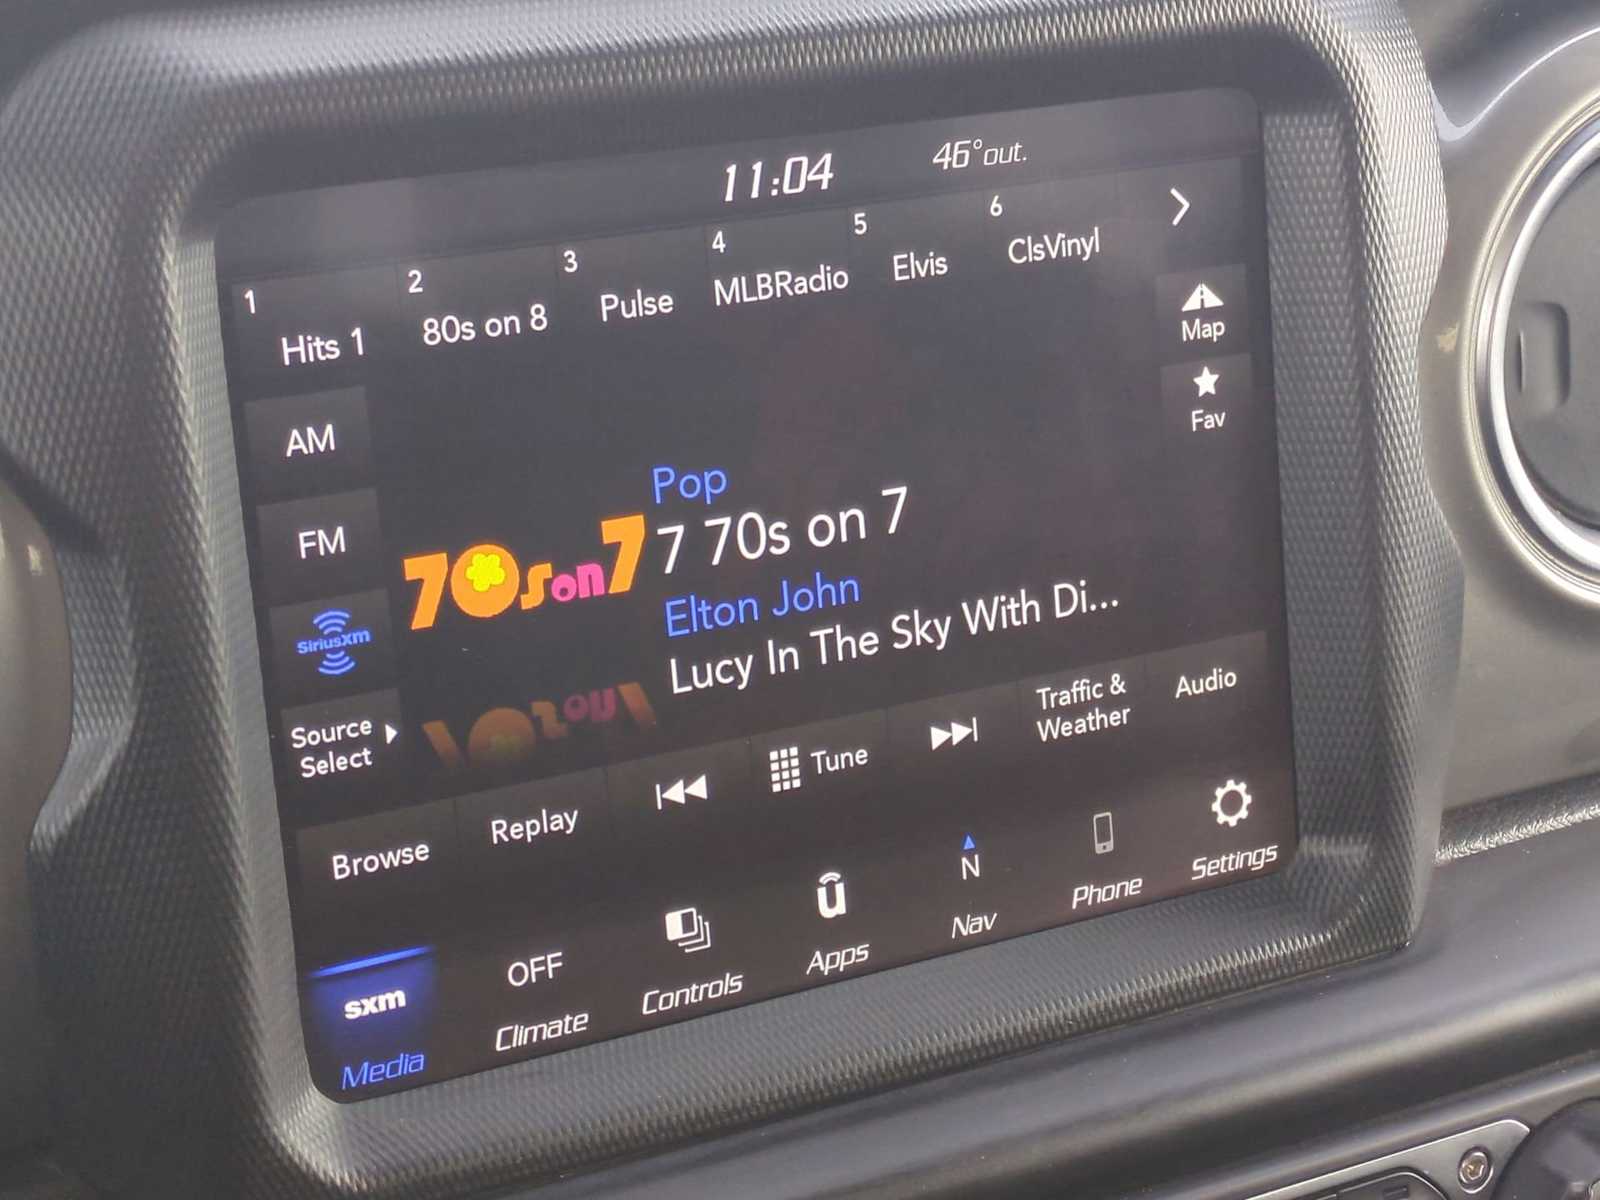 11:04
46°out.
1
Hits 1
2
80s on 8
3
Pulse
4
MLBRadio
5
Elvis
6
ClsVinyl
Map
Fav
AM
FM
SiriusXM
Source
Select
70s on 7
Pop
7 70s on 7
Elton John
Lucy In The Sky With Di...
Browse
Replay
Tune
Traffic &
Weather
Audio
sxm
Media
OFF
Climate
Controls
u
Apps
N
Nav
Phone
Settings